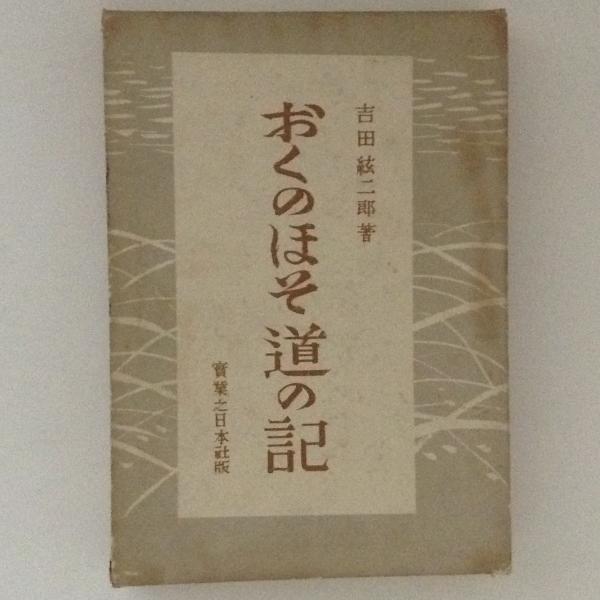 吉田絃二郎著
おくのほそ道の記
實業之日本社版